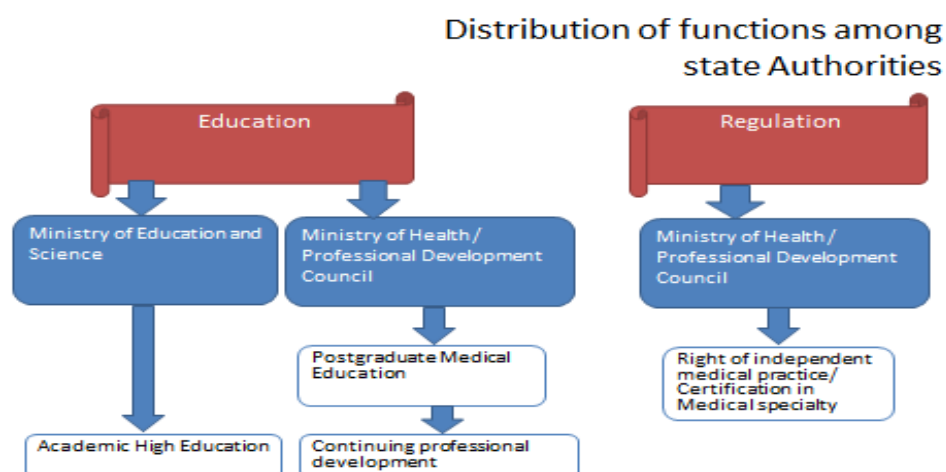 Distribution of functions among
state Authorities
Education
Regulation
Ministry of Education and
Science
Ministry of Health/
Professional Development
Council
Ministry of Health/
Professional Development
Council
Postgraduate Medical
Education
Right of independent
medical practice/
Certification in
Medical specialty
Academic High Education
Continuing professional
development